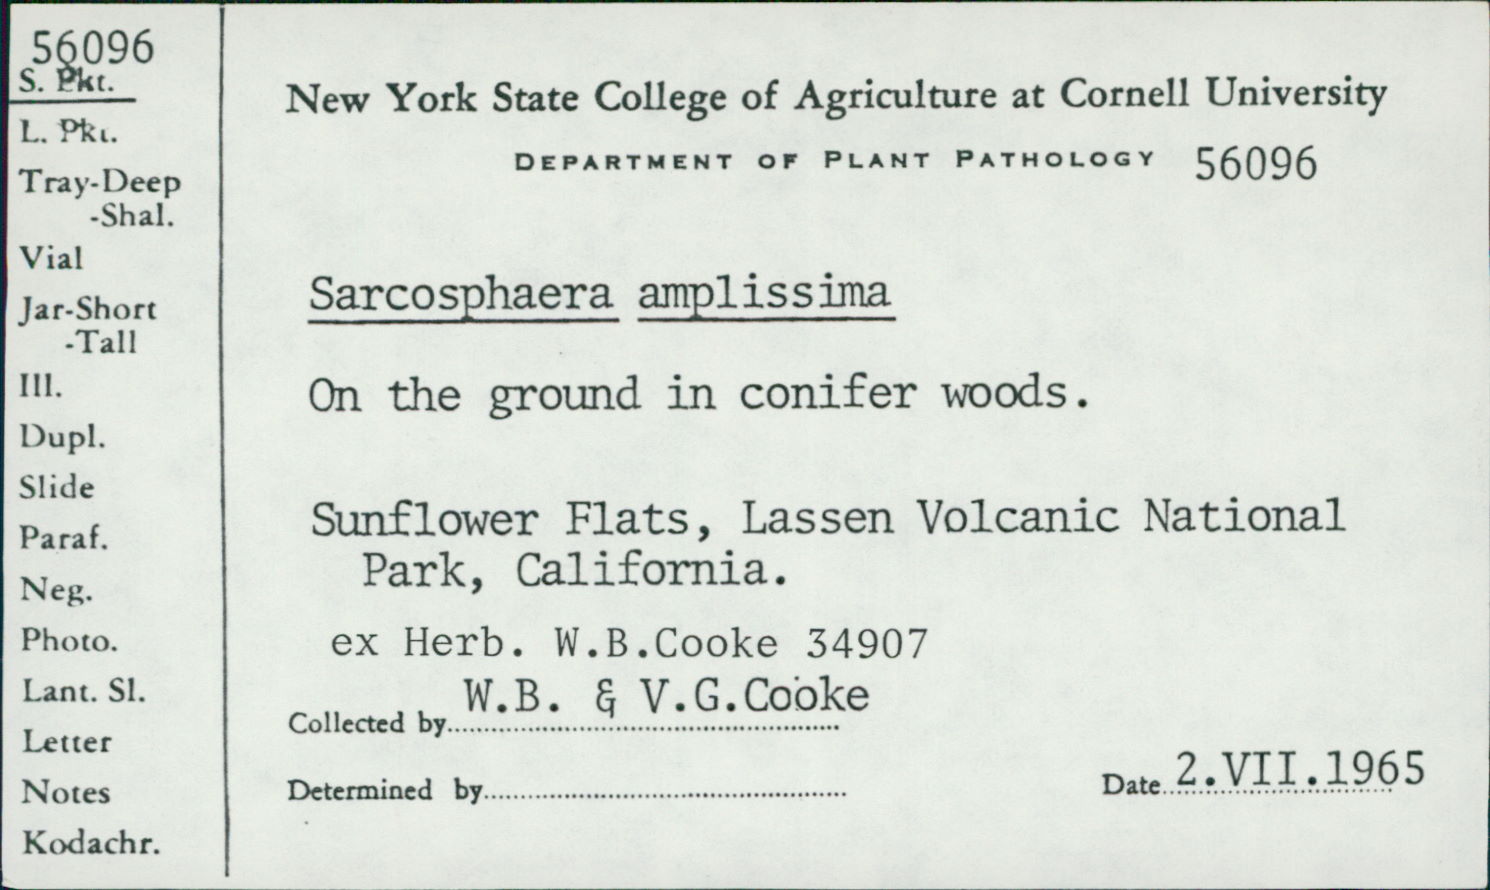 56096
S. Pkt.
L. Pkt.
Tray-Deep
-Shal.
Vial
Jar-Short
-Tall
Ill.
Dupl.
Slide
Paraf.
Neg.
Photo.
Lant. Sl.
Letter
Notes
Kodachr.
New York State College of Agriculture at Cornell University
DEPARTMENT OF PLANT PATHOLOGY 56096
Sarcosphaera amplissima
On the ground in conifer woods.
Sunflower Flats, Lassen Volcanic National
Park, California.
ex Herb. W.B.Cooke 34907
Collected by W.B. & V.G.Cooke
Determined by
Date 2.VII.1965